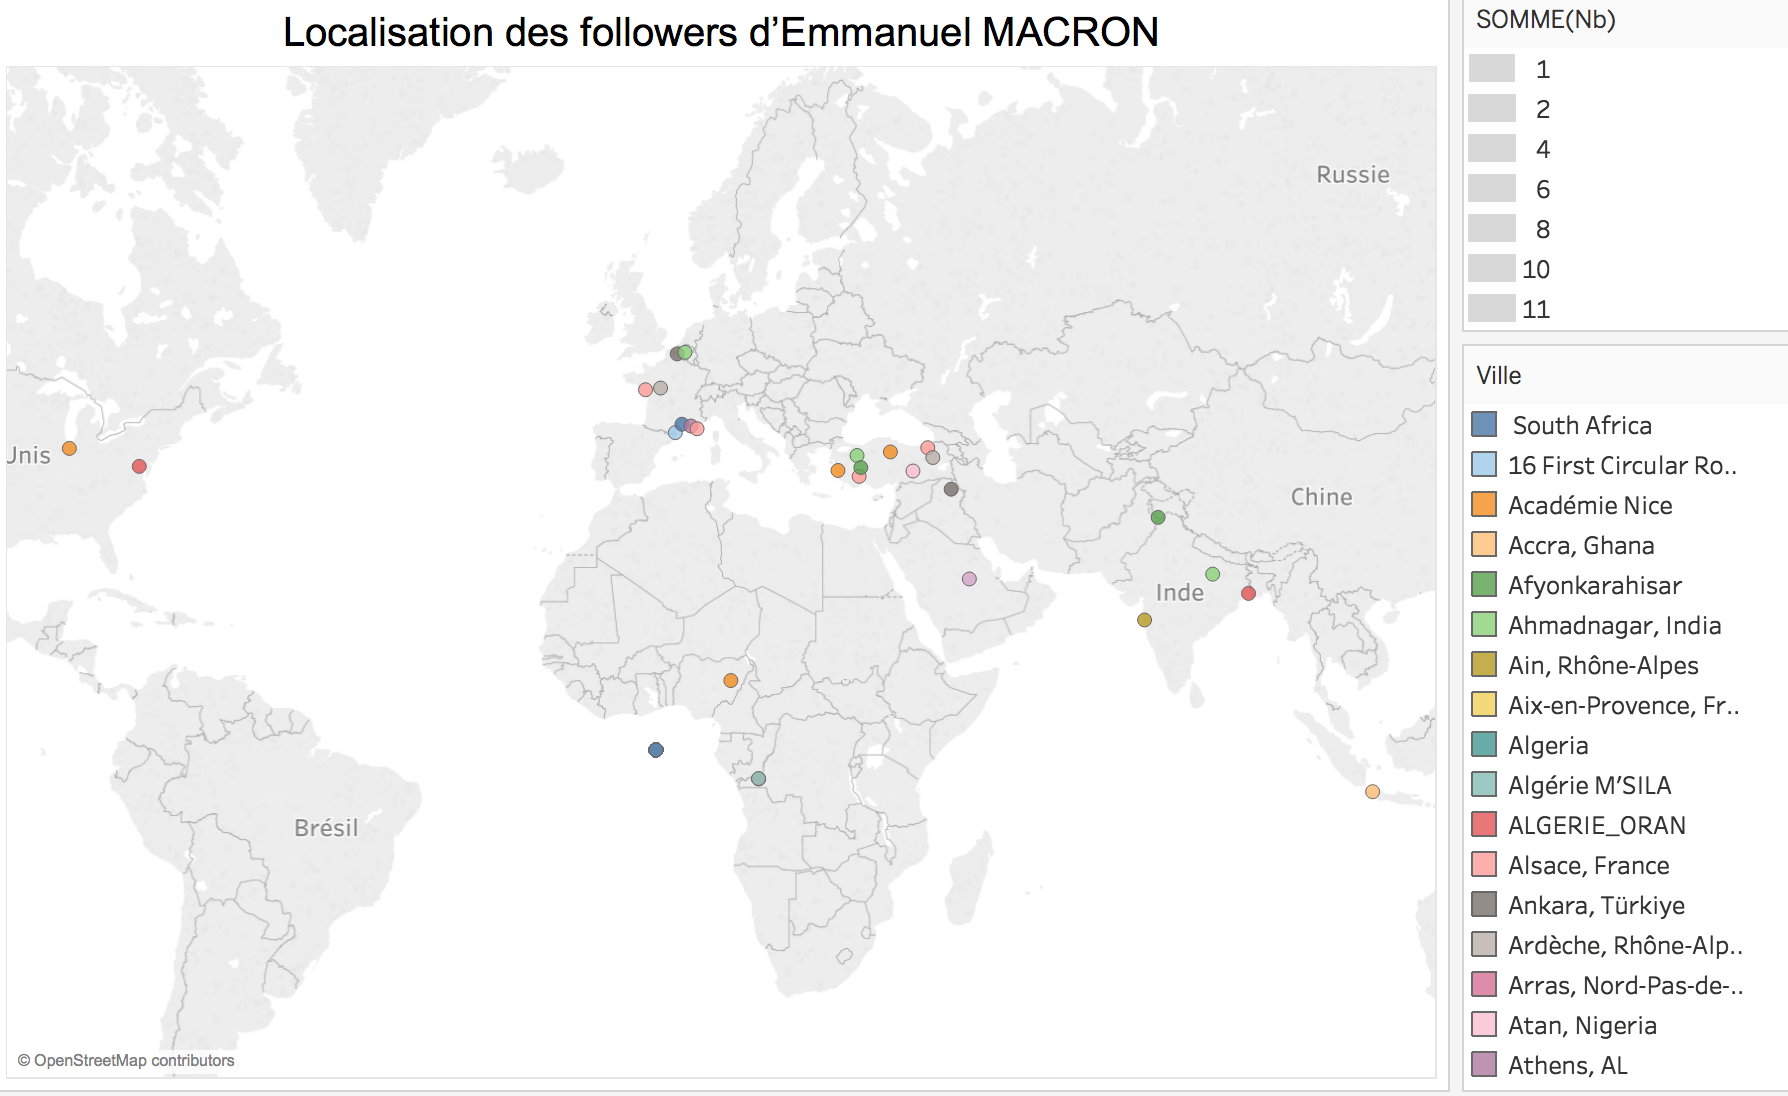 Localisation des followers d’Emmanuel MACRON
Russie
Unis
Chine
Inde
Brésil
© OpenStreetMap contributors
SOMME(Nb)
1
2
4
6
8
10
11
Ville
South Africa
16 First Circular Ro..
Académie Nice
Accra, Ghana
Afyonkarahisar
Ahmadnagar, India
Ain, Rhône-Alpes
Aix-en-Provence, Fr..
Algeria
Algérie M’SILA
ALGERIE_ORAN
Alsace, France
Ankara, Türkiye
Ardèche, Rhône-Alp..
Arras, Nord-Pas-de-..
Atan, Nigeria
Athens, AL